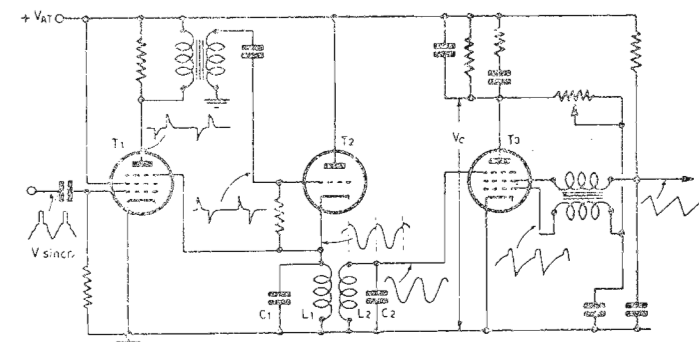 + VAT
T1
T2
VC
T3
V sincr.
C1
L1
L2
C2